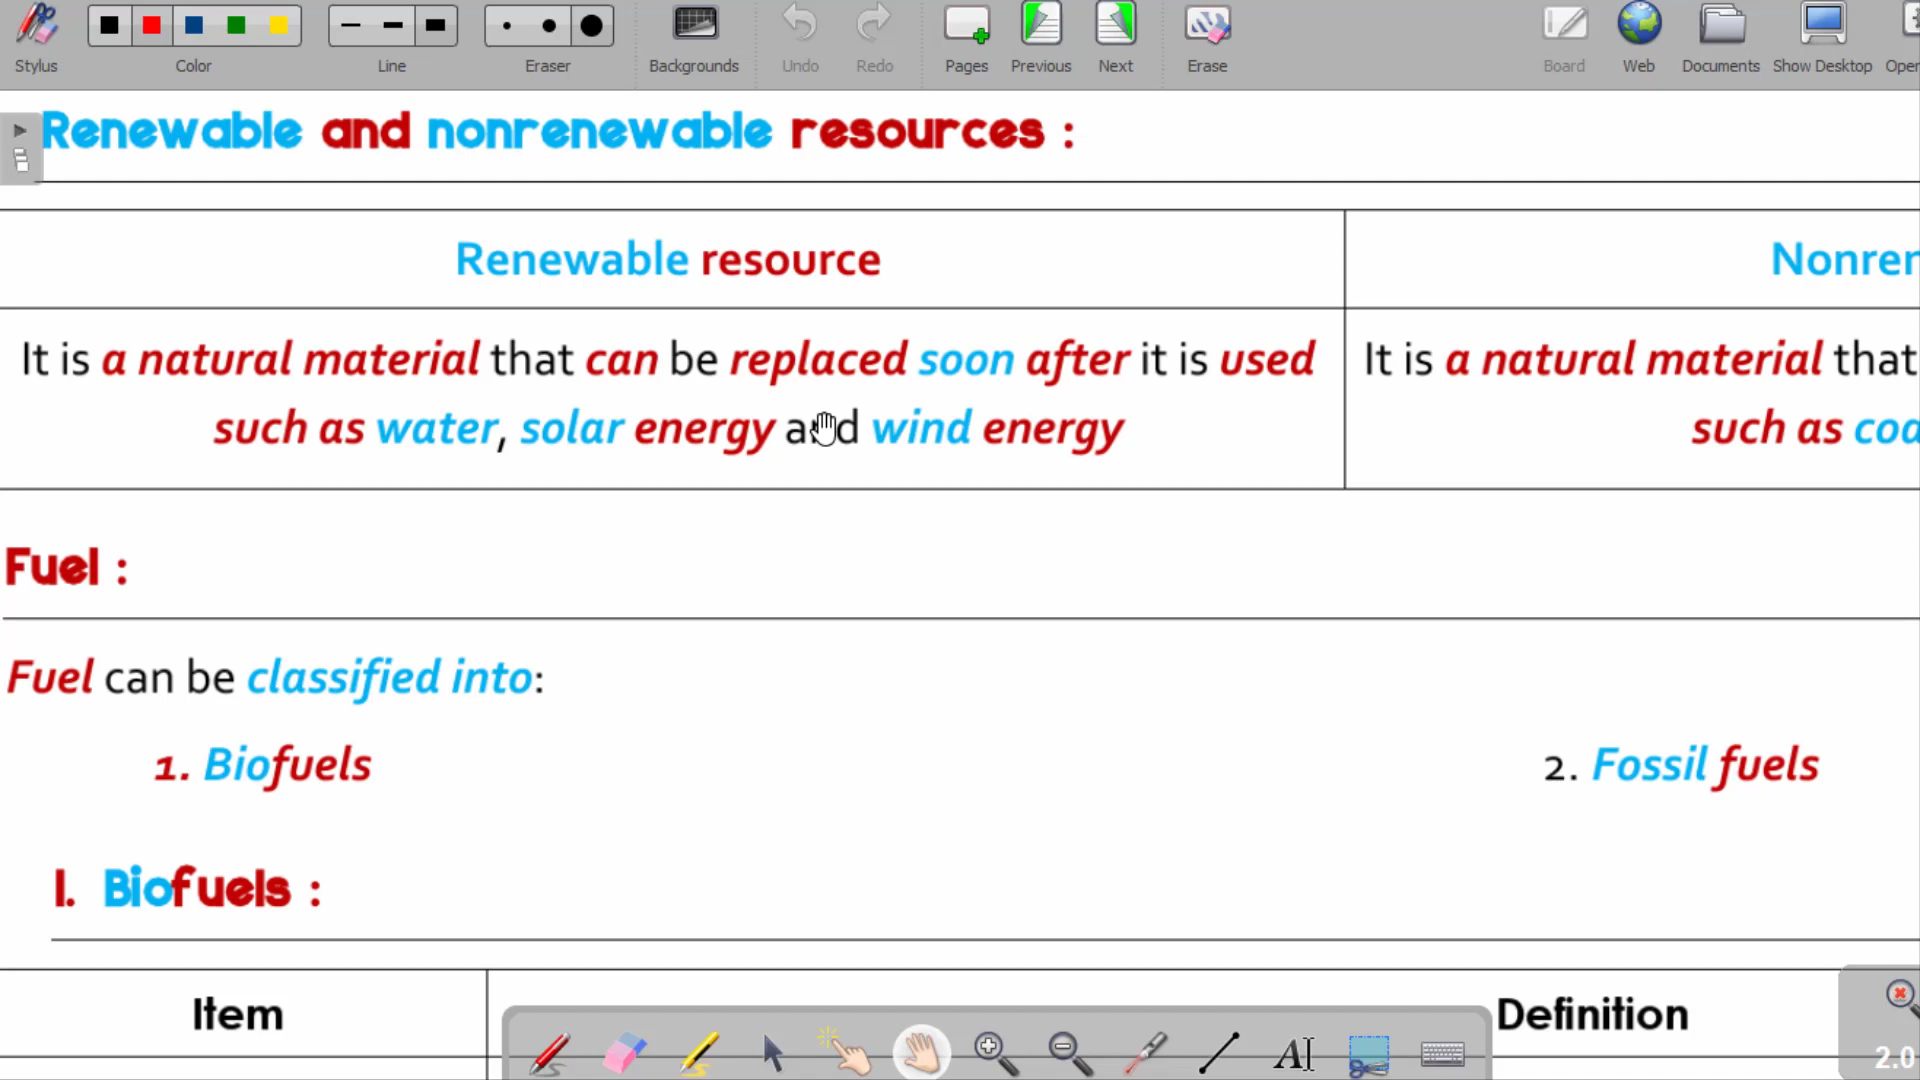 Stylus
Color
Line
Eraser
Backgrounds
Undo
Redo
Pages
Previous
Next
Erase
Board
Web
Documents
Show Desktop
Renewable and nonrenewable resources :
Renewable resource
It is a natural material that can be replaced soon after it is used
such as water, solar energy and wind energy
It is a natural material that
such as
Fuel :
Fuel can be classified into:
1. Biofuels
2. Fossil fuels
I. Biofuels :
Item
Definition
AI
2.0